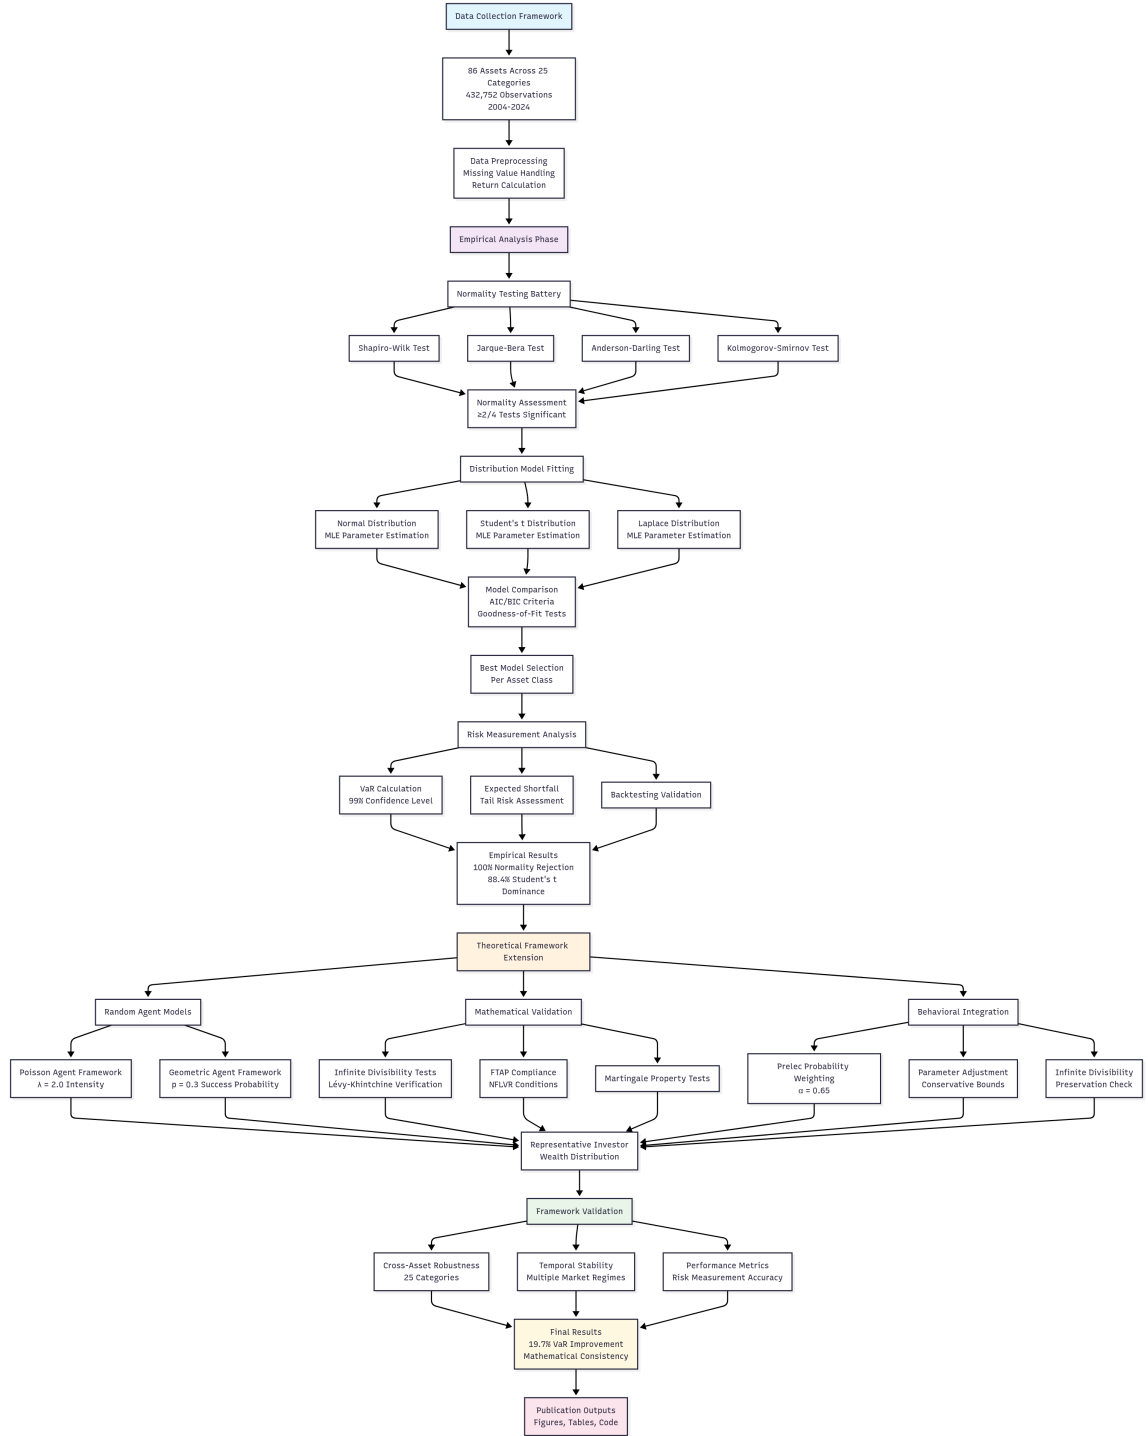 Data Collection Framework
86 Assets Across 25
Categories
432,752 Observations
2004-2024
Data Preprocessing
Missing Value Handling
Return Calculation
Empirical Analysis Phase
Normality Testing Battery
Shapiro-Wilk Test
Jarque-Bera Test
Anderson-Darling Test
Kolmogorov-Smirnov Test
Normality Assessment
≥2/4 Tests Significant
Distribution Model Fitting
Normal Distribution
MLE Parameter Estimation
Student's t Distribution
MLE Parameter Estimation
Laplace Distribution
MLE Parameter Estimation
Model Comparison
AIC/BIC Criteria
Goodness-of-Fit Tests
Best Model Selection
Per Asset Class
Risk Measurement Analysis
VaR Calculation
99% Confidence Level
Expected Shortfall
Tail Risk Assessment
Backtesting Validation
Empirical Results
100% Normality Rejection
88.4% Student's t
Dominance
Theoretical Framework
Extension
Random Agent Models
Mathematical Validation
Behavioral Integration
Poisson Agent Framework
λ = 2.0 Intensity
Geometric Agent Framework
p = 0.3 Success Probability
Infinite Divisibility Tests
Lévy-Khintchine Verification
FTAP Compliance
NFLVR Conditions
Martingale Property Tests
Prelec Probability
Weighting
α = 0.65
Parameter Adjustment
Conservative Bounds
Infinite Divisibility
Preservation Check
Representative Investor
Wealth Distribution
Framework Validation
Cross-Asset Robustness
25 Categories
Temporal Stability
Multiple Market Regimes
Performance Metrics
Risk Measurement Accuracy
Final Results
19.7% VaR Improvement
Mathematical Consistency
Publication Outputs
Figures, Tables, Code